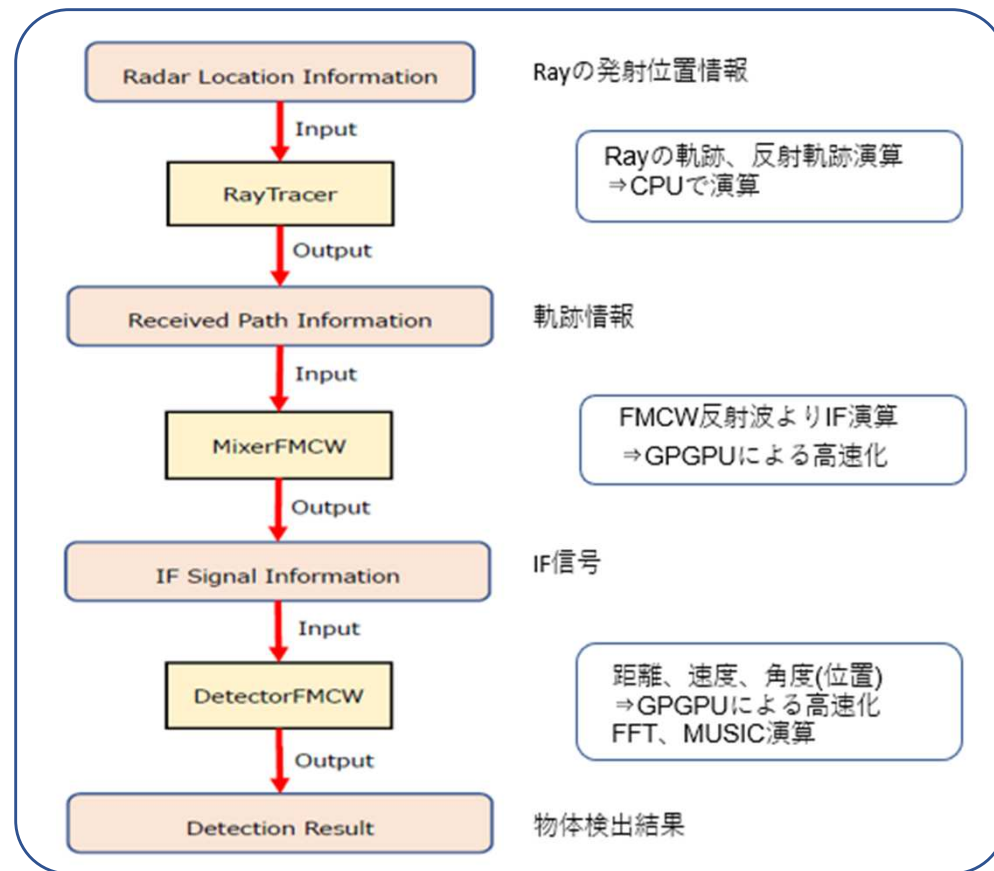 Radar Location Information
Rayの発射位置情報
Input
RayTracer
Rayの軌跡、反射軌跡演算
⇒CPUで演算
Output
Received Path Information
軌跡情報
Input
MixerFMCW
FMCW反射波よりIF演算
⇒GPGPUによる高速化
Output
IF Signal Information
IF信号
Input
DetectorFMCW
距離、速度、角度(位置)
⇒GPGPUによる高速化
FFT、MUSIC演算
Output
Detection Result
物体検出結果